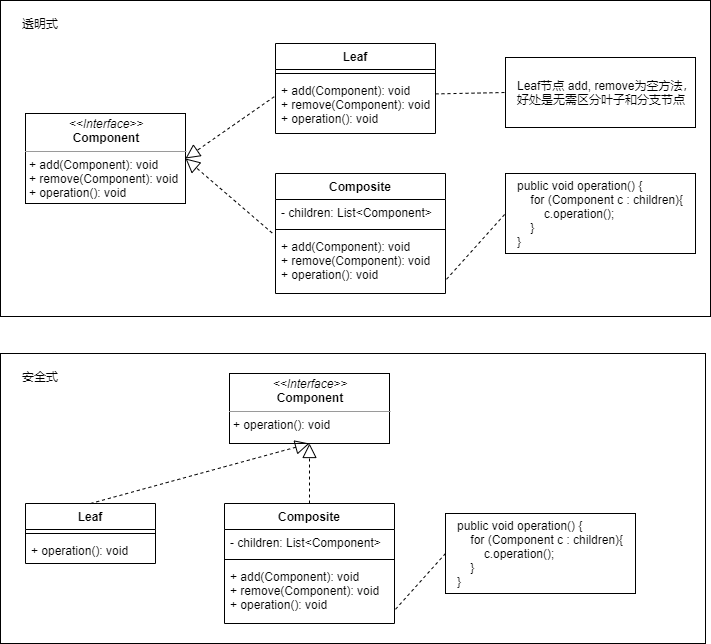 透明式
Leaf
+ add(Component): void
+ remove(Component): void
+ operation(): void
Leaf节点 add, remove为空方法,
好处是无需区分叶子和分支节点
<<Interface>>
Component
+ add(Component): void
+ remove(Component): void
+ operation(): void
Composite
- children: List<Component>
+ add(Component): void
+ remove(Component): void
+ operation(): void
public void operation() {
for (Component c : children){
c.operation();
}
}
安全式
<<Interface>>
Component
+ operation(): void
Leaf
+ operation(): void
Composite
- children: List<Component>
+ add(Component): void
+ remove(Component): void
+ operation(): void
public void operation() {
for (Component c : children){
c.operation();
}
}